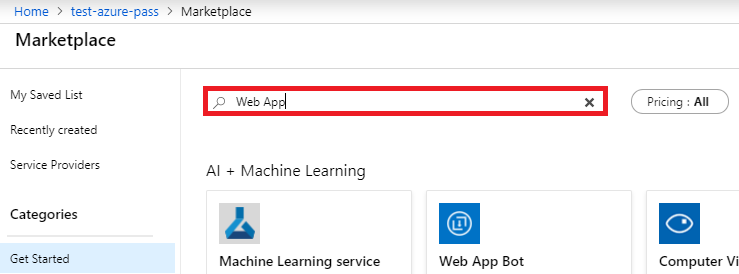 Home > test-azure-pass > Marketplace
Marketplace
My Saved List
Recently created
Service Providers
Categories
Get Started
Web App
Pricing : All
AI + Machine Learning
Machine Learning service
Web App Bot
Computer Vi